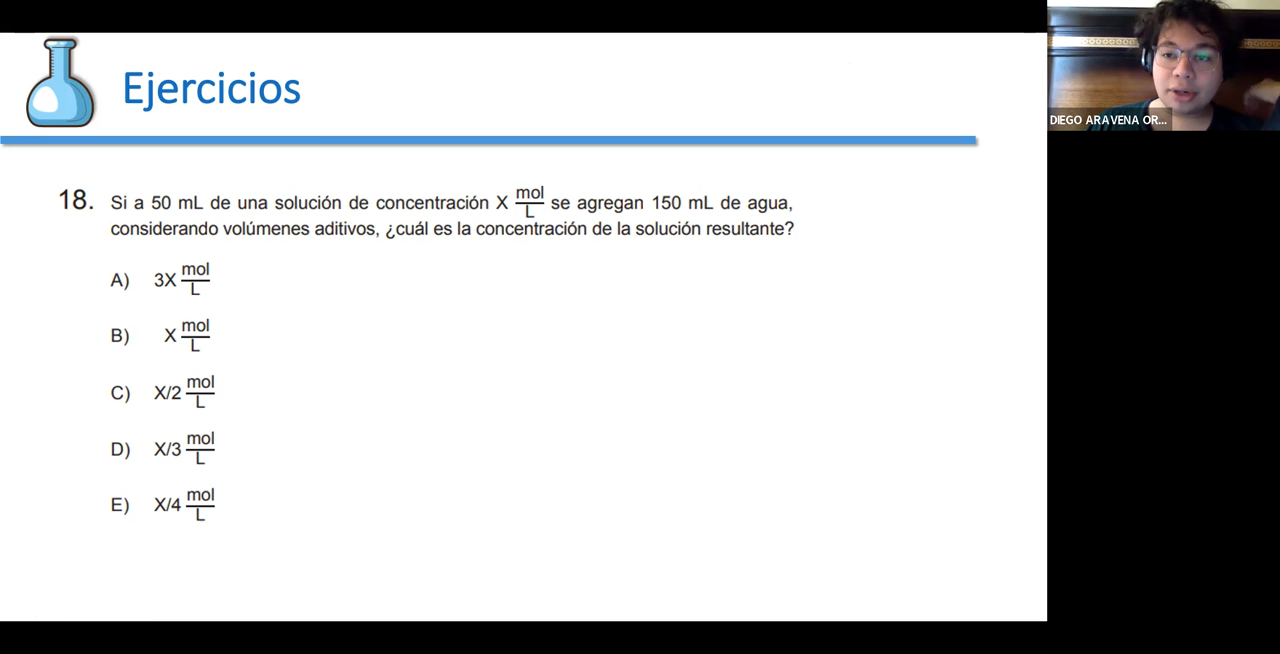 Ejercicios
DIEGO ARAVENA OR...
18. Si a 50 mL de una solución de concentración X mol/L se agregan 150 mL de agua,
considerando volúmenes aditivos, ¿cuál es la concentración de la solución resultante?
A) 3X mol/L
B) X mol/L
C) X/2 mol/L
D) X/3 mol/L
E) X/4 mol/L